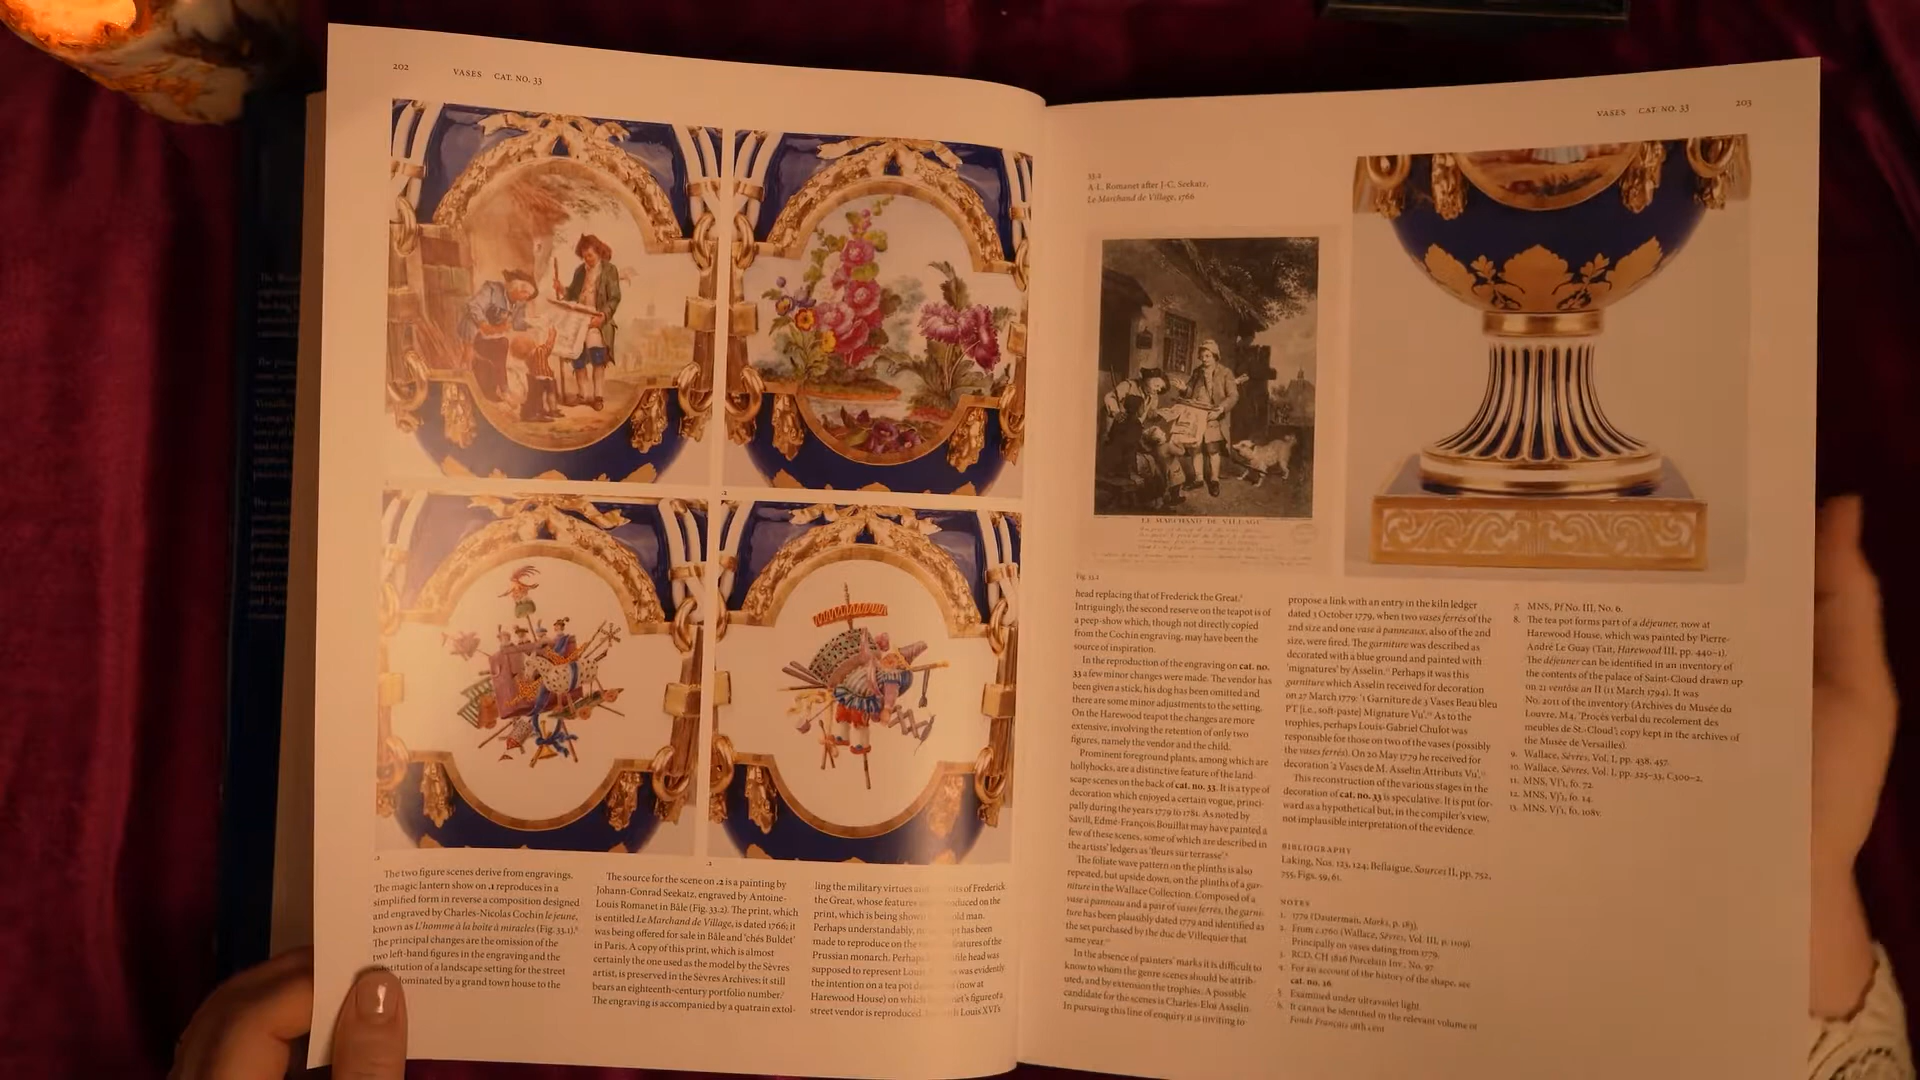 202
VASES CAT. NO. 33
The two figure scenes derive from engravings.
The magic lantern show on .1 reproduces in a
simplified form in reverse a composition designed
and engraved by Charles-Nicolas Cochin le jeune,
known as L'homme à la boîte à miracles (Fig. 33.1).⁶
The principal changes are the omission of the
two left-hand figures in the engraving and the
of a landscape setting for the street
dominated by a grand town house to the
The source for the scene on .2 is a painting by
Johann-Conrad Seekatz, engraved by Antoine-
Louis Romanet in Bâle (Fig. 33.2). The print, which
is entitled Le Marchand de Village, is dated 1766; it
was being offered for sale in Bâle and 'chés Buldet'
in Paris. A copy of this print, which is almost
certainly the one used as the model by the Sèvres
artist, is preserved in the Sèvres Archives; it still
bears an eighteenth-century portfolio number.⁷
The engraving is accompanied by a quatrain extol-
ling the military virtues of Frederick
the Great, whose features on the
print, which is being shown old man.
Perhaps understandably, has been
made to reproduce on the features of the
Prussian monarch. head was
supposed to represent was evidently
the intention on a tea pot (now at
Harewood House) on which figure of a
street vendor is reproduced, Louis XVI's
VASES CAT. NO. 33
203
33.2
A-L. Romanet after J-C. Seekatz,
Le Marchand de Village, 1766
LE MARCHAND DE VILLAGE
Fig. 33.2
head replacing that of Frederick the Great.⁸
Intriguingly, the second reserve on the teapot is of
a peep-show which, though not directly copied
from the Cochin engraving, may have been the
source of inspiration.
In the reproduction of the engraving on cat. no.
33 a few minor changes were made. The vendor has
been given a stick, his dog has been omitted and
there are some minor adjustments to the setting.
On the Harewood teapot the changes are more
extensive, involving the retention of only two
figures, namely the vendor and the child.
Prominent foreground plants, among which are
hollyhocks, are a distinctive feature of the land-
scape scenes on the back of cat. no. 33. It is a type of
decoration which enjoyed a certain vogue, princi-
pally during the years 1779 to 1781. As noted by
Savill, Edmé-François Bouillat may have painted a
few of these scenes, some of which are described in
the artists' ledgers as 'fleurs sur terrasse'.⁹
The foliate wave pattern on the plinths is also
repeated, but upside down, on the plinths of a gar-
niture in the Wallace Collection. Composed of a
vase à panneau and a pair of vases ferrés, the garni-
ture has been plausibly dated 1779 and identified as
the set purchased by the duc de Villequier that
same year.¹⁰
In the absence of painters' marks it is difficult to
know to whom the genre scenes should be attrib-
uted, and by extension the trophies. A possible
candidate for the scenes is Charles-Eloi Asselin.
In pursuing this line of enquiry it is inviting to
propose a link with an entry in the kiln ledger
dated 3 October 1779, when two vases ferrés of the
2nd size and one vase à panneaux, also of the 2nd
size, were fired. The garniture was described as
decorated with a blue ground and painted with
'mignatures' by Asselin.¹¹ Perhaps it was this
garniture which Asselin received for decoration
on 27 March 1779: '1 Garniture de 3 Vases Beau bleu
PT [i.e., soft-paste] Mignature Vu'.¹² As to the
trophies, perhaps Louis-Gabriel Chulot was
responsible for those on two of the vases (possibly
the vases ferrés). On 20 May 1779 he received for
decoration '2 Vases de M. Asselin Attributs Vu'.¹³
This reconstruction of the various stages in the
decoration of cat. no. 33 is speculative. It is put for-
ward as a hypothetical but, in the compiler's view,
not implausible interpretation of the evidence.
BIBLIOGRAPHY
Laking, Nos. 123, 124; Bellaigue, Sources II, pp. 752,
755, Figs. 59, 61.
NOTES
1. 1779 (Dauterman, Marks, p. 183).
2. From c.1760 (Wallace, Sèvres, Vol. III, p. 1109)
Principally on vases dating from 1779.
3. RCD, CH 1826 Porcelain Inv., No. 97.
4. For an account of the history of the shape, see
cat. no. 16.
5. Examined under ultraviolet light.
6. It cannot be identified in the relevant volume of
Fonds Français 18th cent
7. MNS, Pf No. III, No. 6.
8. The tea pot forms part of a déjeuner, now at
Harewood House, which was painted by Pierre-
André Le Guay (Tait, Harewood III, pp. 440–1).
The déjeuner can be identified in an inventory of
the contents of the palace of Saint-Cloud drawn up
on 21 ventôse an II (11 March 1794). It was
No. 2011 of the inventory (Archives du Musée du
Louvre, M4, 'Procès verbal du recolement des
meubles de St.-Cloud'; copy kept in the archives of
the Musée de Versailles).
9. Wallace, Sèvres, Vol. I, pp. 438, 457.
10. Wallace, Sèvres, Vol. I, pp. 325–33, C300–2.
11. MNS, Vl'1, fo. 72.
12. MNS, Vj'1, fo. 14.
13. MNS, Vj'1, fo. 108v.